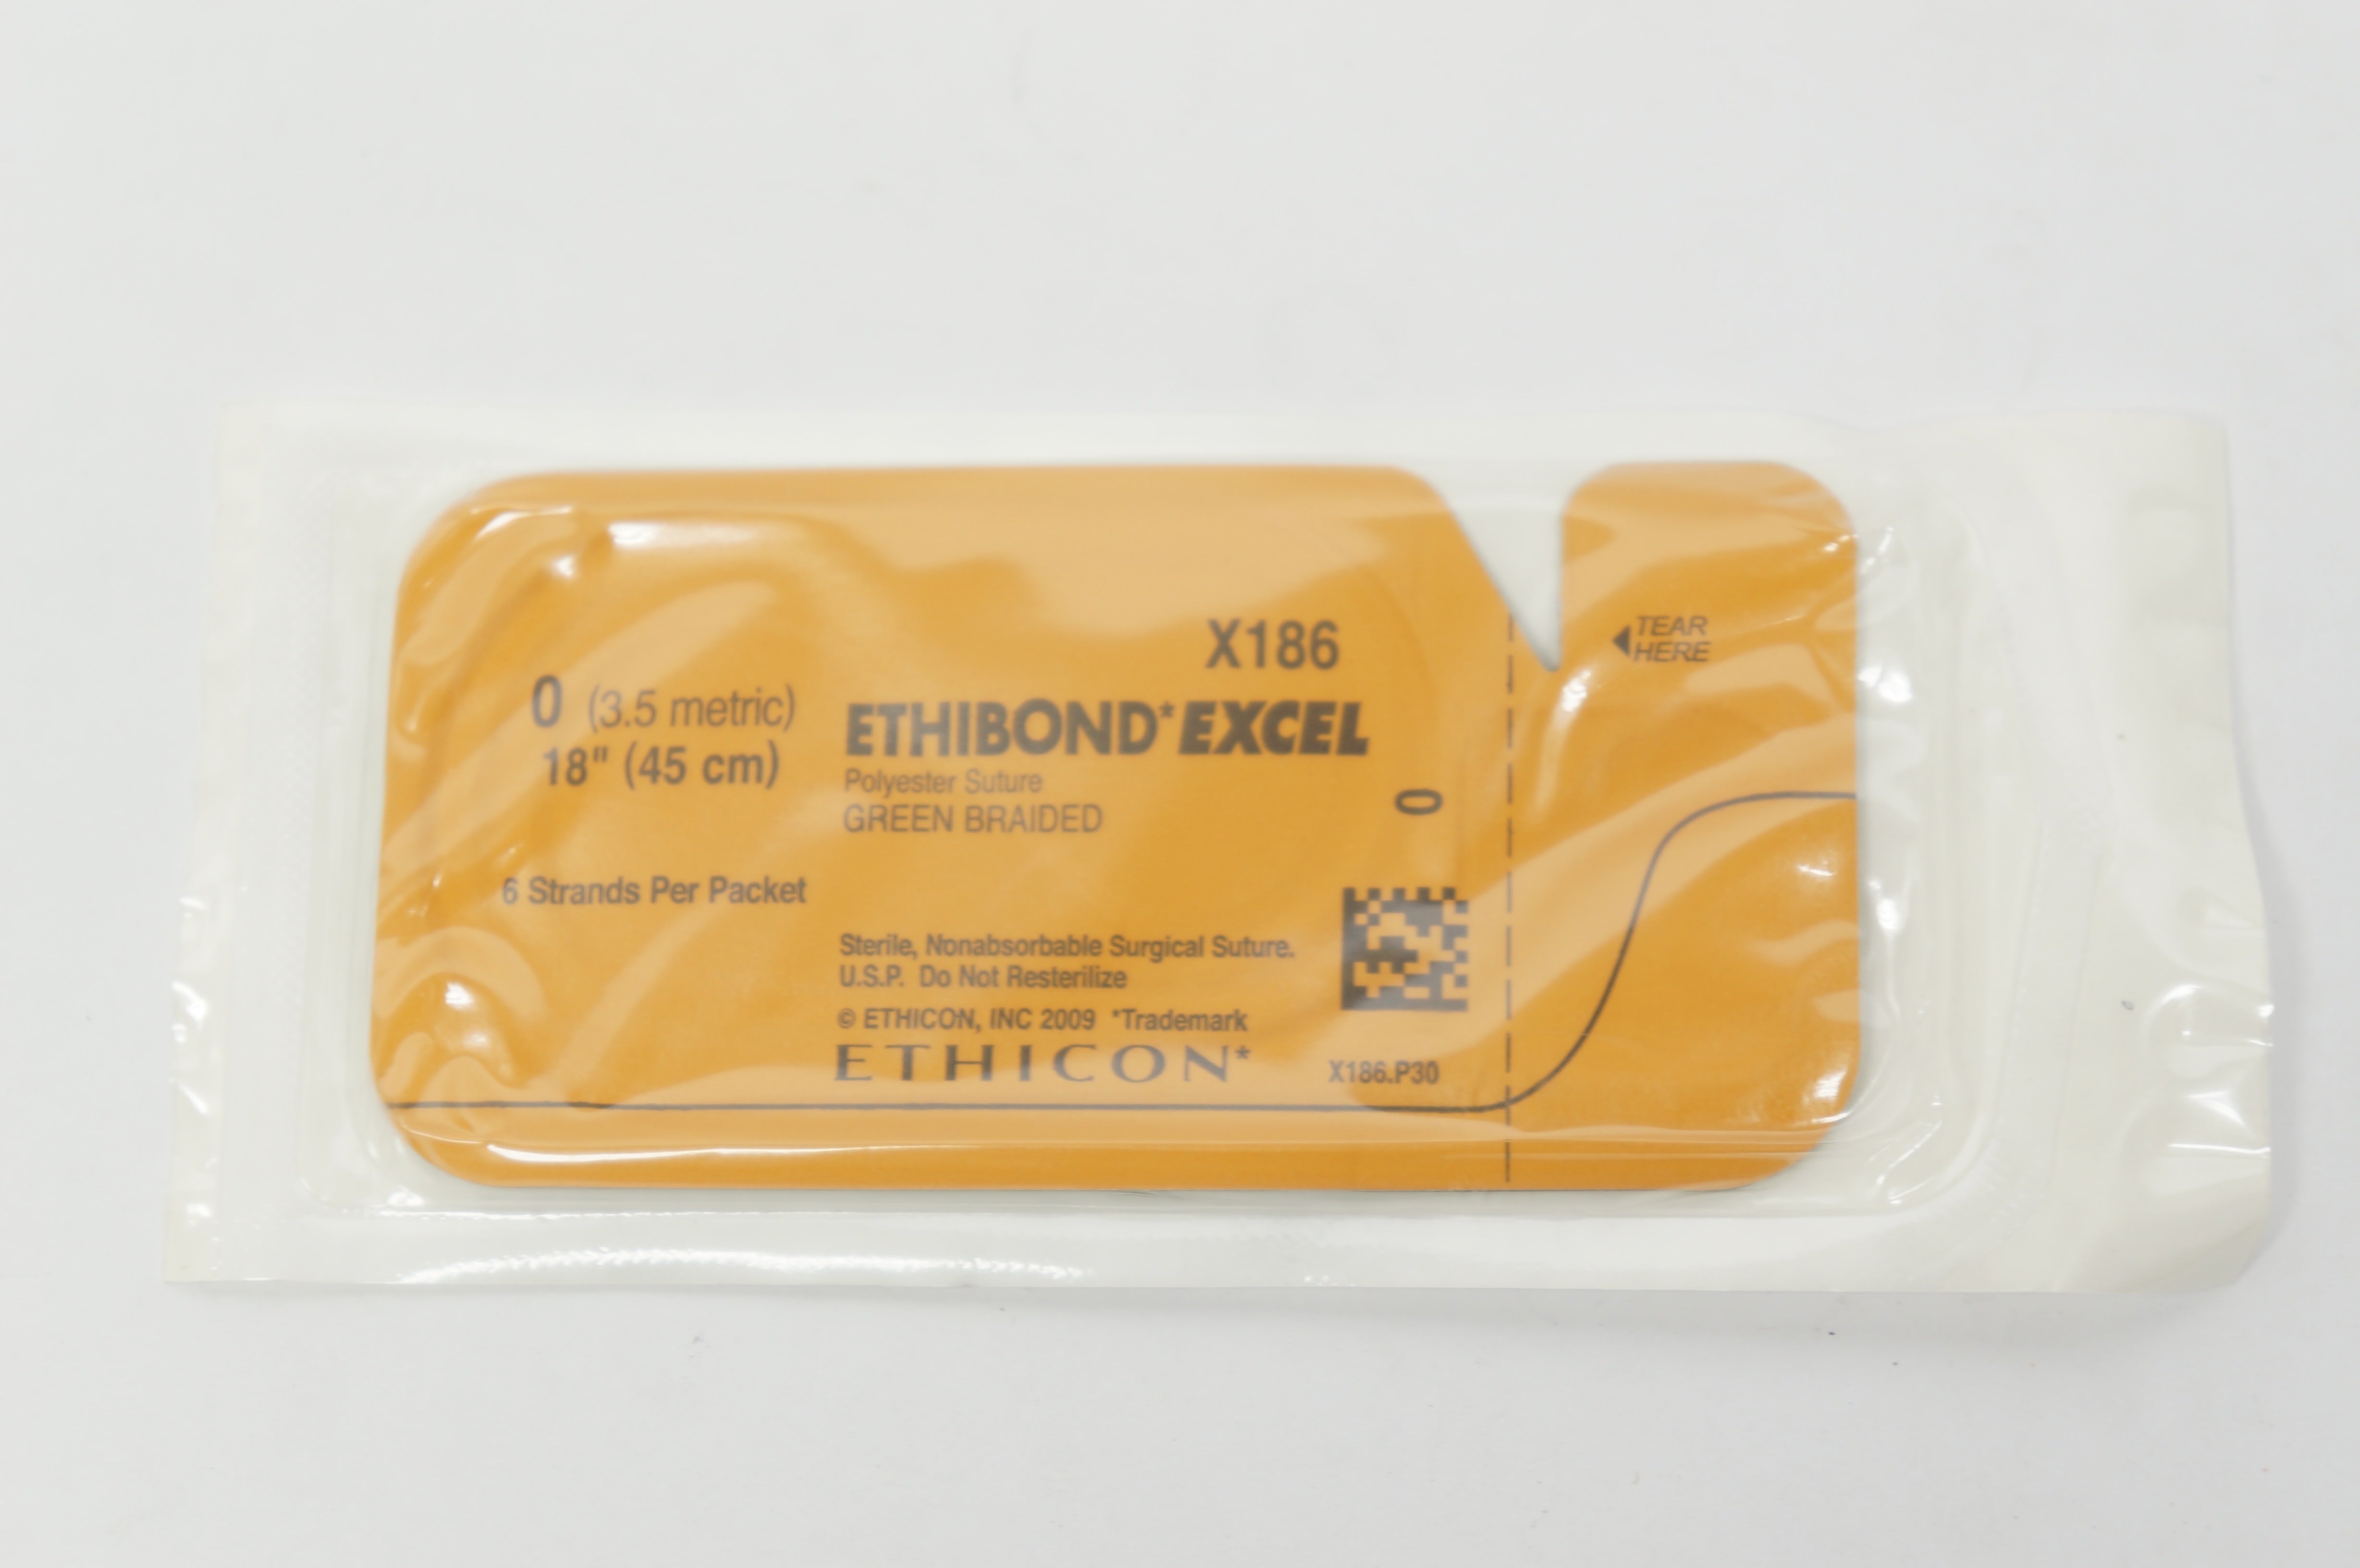 X186
0 (3.5 metric)
18" (45 cm)
6 Strands Per Packet
ETHIBOND* EXCEL
Polyester Suture
GREEN BRAIDED
0
Sterile, Nonabsorbable Surgical Suture.
U.S.P. Do Not Resterilize
© ETHICON, INC 2009 *Trademark
ETHICON*
X186.P30
TEAR
HERE